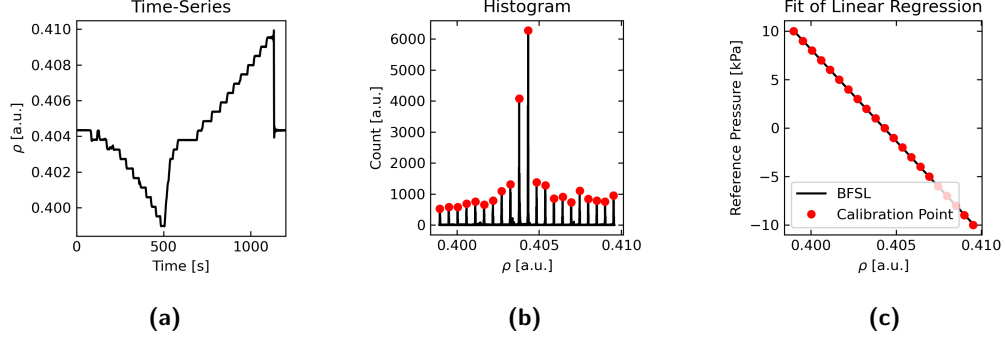 Time-Series
0.410
0.408
0.406
0.404
0.402
0.400
ρ [a.u.]
0
500
1000
Time [s]
(a)
Histogram
6000
5000
4000
3000
2000
1000
0
Count [a.u.]
0.400
0.405
0.410
ρ [a.u.]
(b)
Fit of Linear Regression
10
5
0
−5
−10
Reference Pressure [kPa]
BFSL
Calibration Point
0.400
0.405
0.410
ρ [a.u.]
(c)